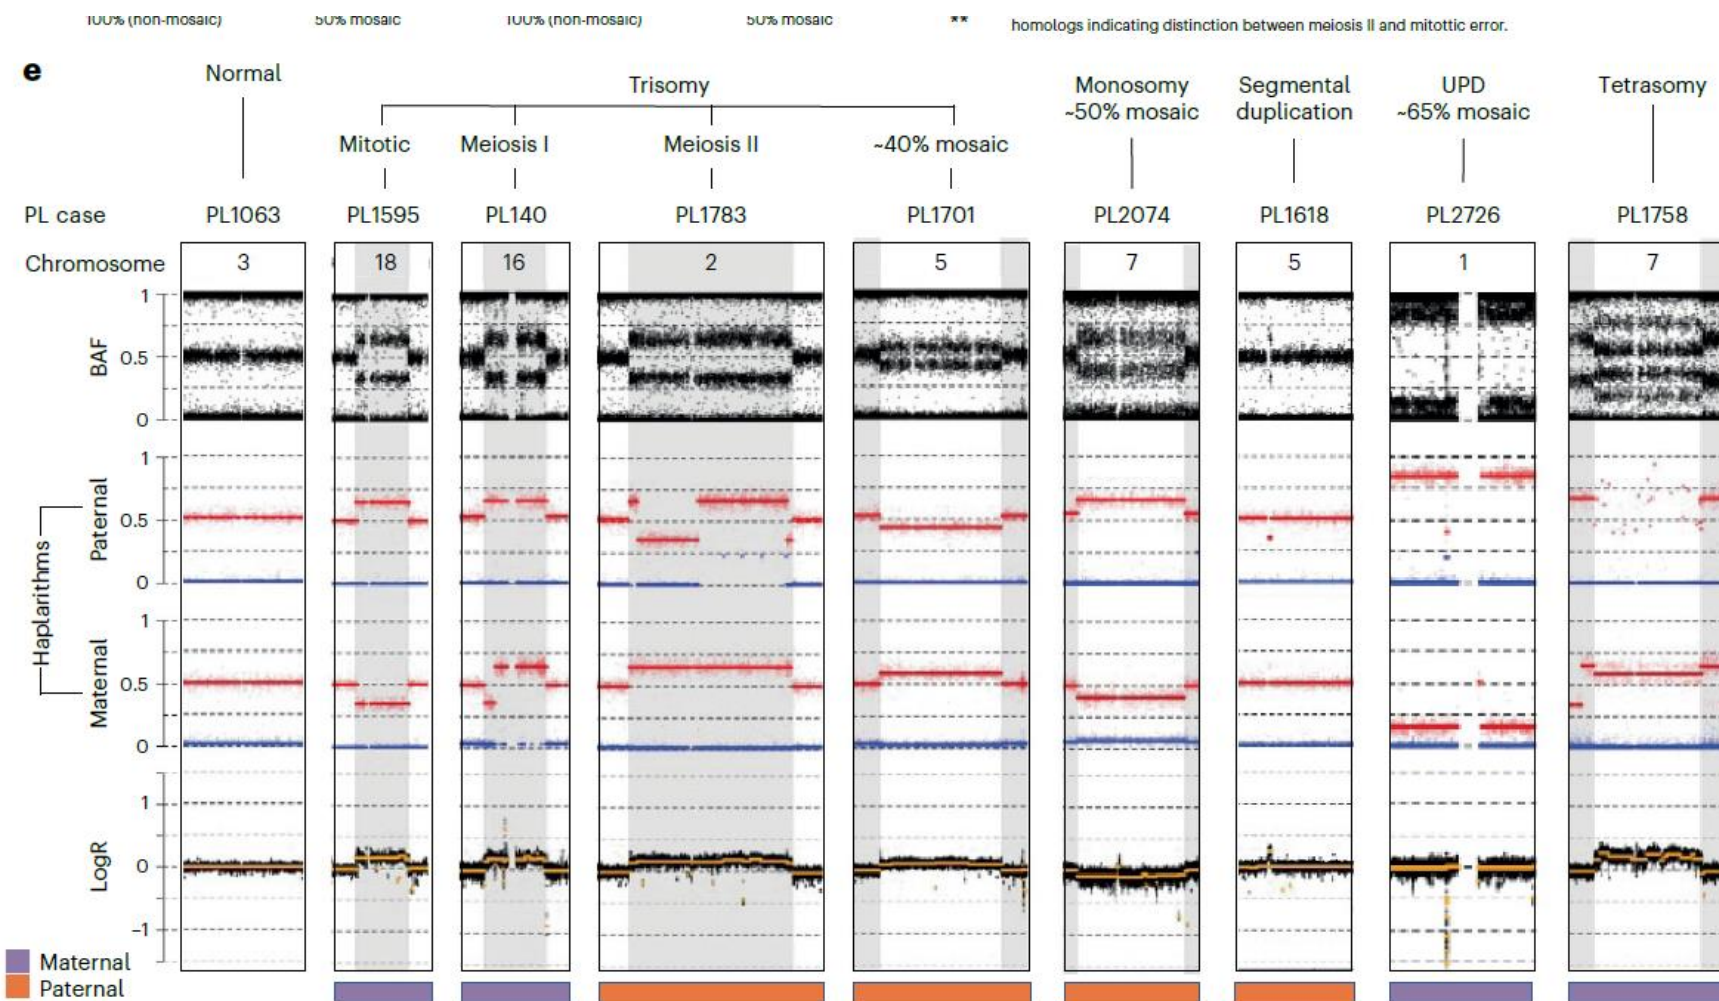 100% (non-mosaic) 50% mosaic 100% (non-mosaic) 50% mosaic ** homologs indicating distinction between meiosis II and mitottic error.
e
Normal Trisomy Monosomy Segmental UPD Tetrasomy
~50% mosaic duplication ~65% mosaic
Mitotic Meiosis I Meiosis II ~40% mosaic
PL case PL1063 PL1595 PL140 PL1783 PL1701 PL2074 PL1618 PL2726 PL1758
Chromosome 3 18 16 2 5 7 5 1 7
1
BAF 0.5
0
1
Paternal 0.5
0
Haplarithms
1
Maternal 0.5
0
1
LogR 0
−1
Maternal
Paternal